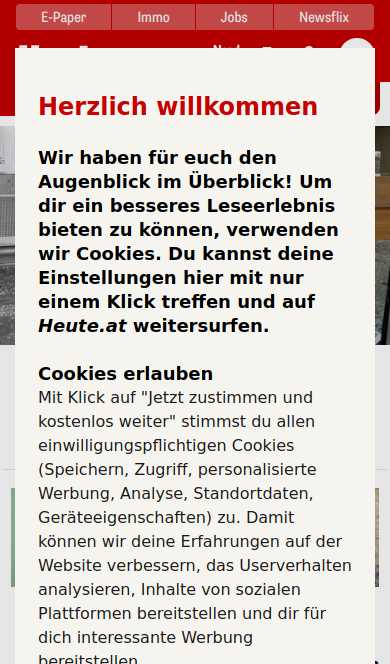 E-Paper
Immo
Jobs
Newsflix
Herzlich willkommen
Wir haben für euch den
Augenblick im Überblick! Um
dir ein besseres Leseerlebnis
bieten zu können, verwenden
wir Cookies. Du kannst deine
Einstellungen hier mit nur
einem Klick treffen und auf
Heute.at weitersurfen.
Cookies erlauben
Mit Klick auf "Jetzt zustimmen und
kostenlos weiter" stimmst du allen
einwilligungspflichtigen Cookies
(Speichern, Zugriff, personalisierte
Werbung, Analyse, Standortdaten,
Geräteeigenschaften) zu. Damit
können wir deine Erfahrungen auf der
Website verbessern, das Userverhalten
analysieren, Inhalte von sozialen
Plattformen bereitstellen und dir für
dich interessante Werbung
bereitstellen